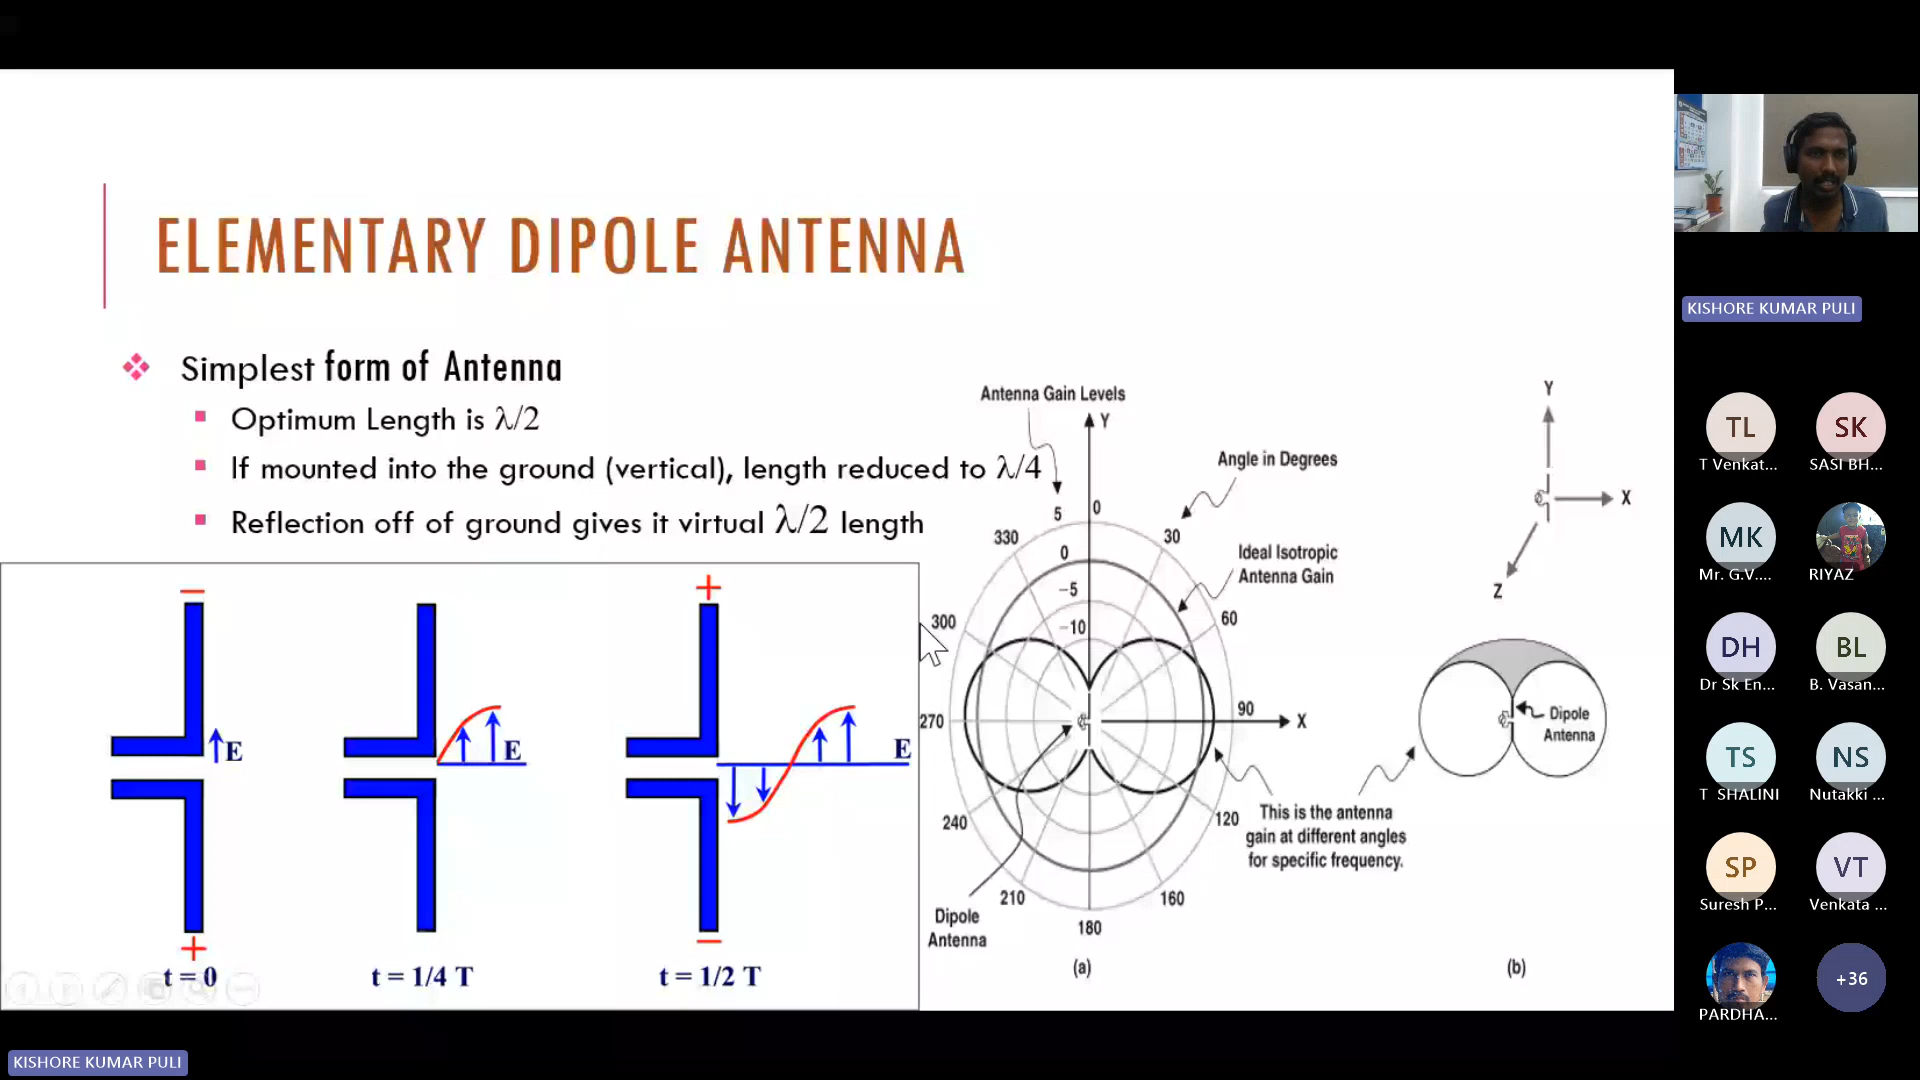 ELEMENTARY DIPOLE ANTENNA
Simplest form of Antenna
Optimum Length is λ/2
If mounted into the ground (vertical), length reduced to λ/4
Reflection off of ground gives it virtual λ/2 length
−
E
+
t = 0
E
t = 1/4 T
+
E
−
t = 1/2 T
Antenna Gain Levels
Y
Angle in Degrees
5
0
330
30
0
Ideal Isotropic
Antenna Gain
−5
300
60
−10
270
90
X
240
120
This is the antenna
gain at different angles
for specific frequency.
210
160
Dipole
Antenna
180
(a)
Y
X
Z
Dipole
Antenna
(b)
KISHORE KUMAR PULI
TL
T Venkat...
SK
SASI BH...
MK
Mr. G.V....
RIYAZ
DH
Dr Sk En...
BL
B. Vasan...
TS
T SHALINI
NS
Nutakki ...
SP
Suresh P...
VT
Venkata ...
PARDHA...
+36
KISHORE KUMAR PULI